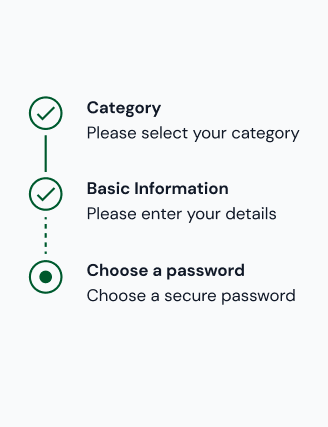 Category
Please select your category
Basic Information
Please enter your details
Choose a password
Choose a secure password